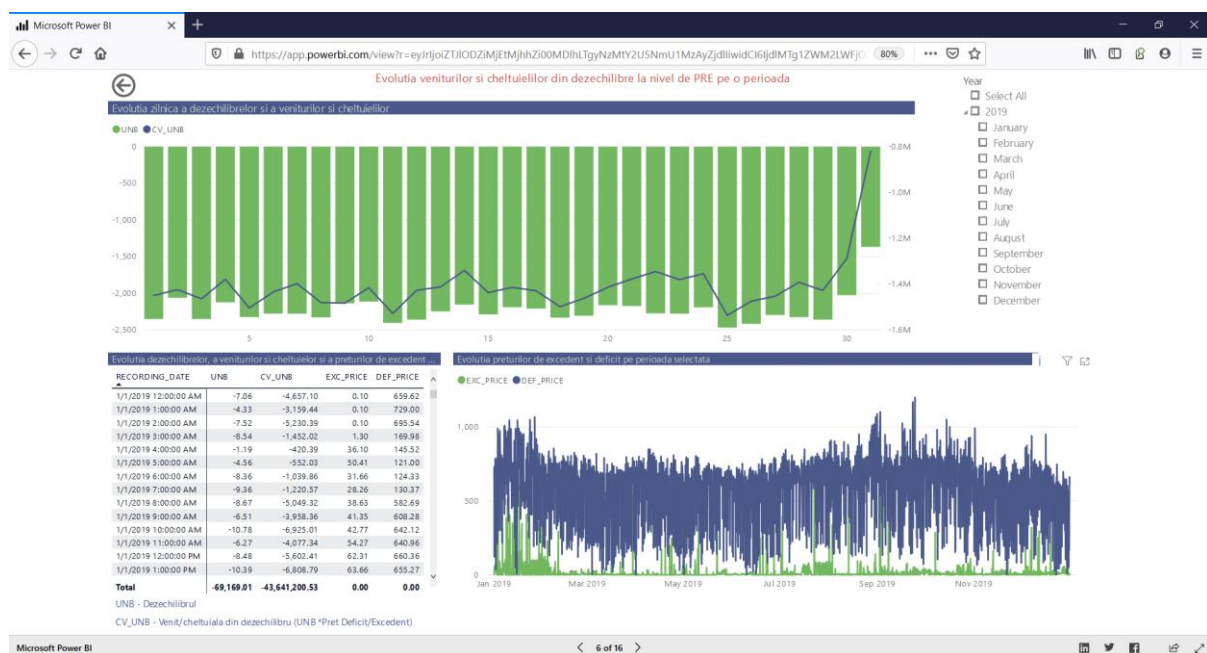 Microsoft Power BI
https://app.powerbi.com/view?r=
80%
Evolutia veniturilor si cheltuielilor din dezechilibre la nivel de PRE pe o perioada
Evolutia zilnica a dezechilibrelor si a veniturilor si cheltuielilor
UNB CV_UNB
0
-500
-1,000
-1,500
-2,000
-2,500
-0.8M
-1.0M
-1.2M
-1.4M
-1.6M
5 10 15 20 25 30
Year
Select All
2019
January
February
March
April
May
June
July
August
September
October
November
December
Evolutia dezechilibrelor, a veniturilor si cheltuielor si a preturilor de excedent ...
RECORDING_DATE UNB CV_UNB EXC_PRICE DEF_PRICE
1/1/2019 12:00:00 AM -7.06 -4,657.10 0.10 659.62
1/1/2019 1:00:00 AM -4.33 -3,159.44 0.10 729.00
1/1/2019 2:00:00 AM -7.52 -5,230.39 0.10 695.54
1/1/2019 3:00:00 AM -8.54 -1,452.02 1.30 169.98
1/1/2019 4:00:00 AM -1.19 -420.39 36.10 145.52
1/1/2019 5:00:00 AM -4.56 -552.03 50.41 121.00
1/1/2019 6:00:00 AM -8.36 -1,039.86 31.66 124.33
1/1/2019 7:00:00 AM -9.36 -1,220.57 28.26 130.37
1/1/2019 8:00:00 AM -8.67 -5,049.32 38.65 582.69
1/1/2019 9:00:00 AM -6.51 -3,958.36 41.35 608.28
1/1/2019 10:00:00 AM -10.78 -6,925.01 42.77 642.12
1/1/2019 11:00:00 AM -6.27 -4,077.34 54.27 640.96
1/1/2019 12:00:00 PM -8.48 -5,602.41 62.31 660.36
1/1/2019 1:00:00 PM -10.39 -6,808.79 63.66 655.27
Total -69,169.01 -43,641,200.53 0.00 0.00
UNB - Dezechilibrul
CV_UNB - Venit/cheltuiala din dezechilibru (UNB *Pret Deficit/Excedent)
Evolutia preturilor de excedent si deficit pe perioada selectata
EXC_PRICE DEF_PRICE
1,000
500
0
Jan 2019 Mar 2019 May 2019 Jul 2019 Sep 2019 Nov 2019
Microsoft Power BI
6 of 16